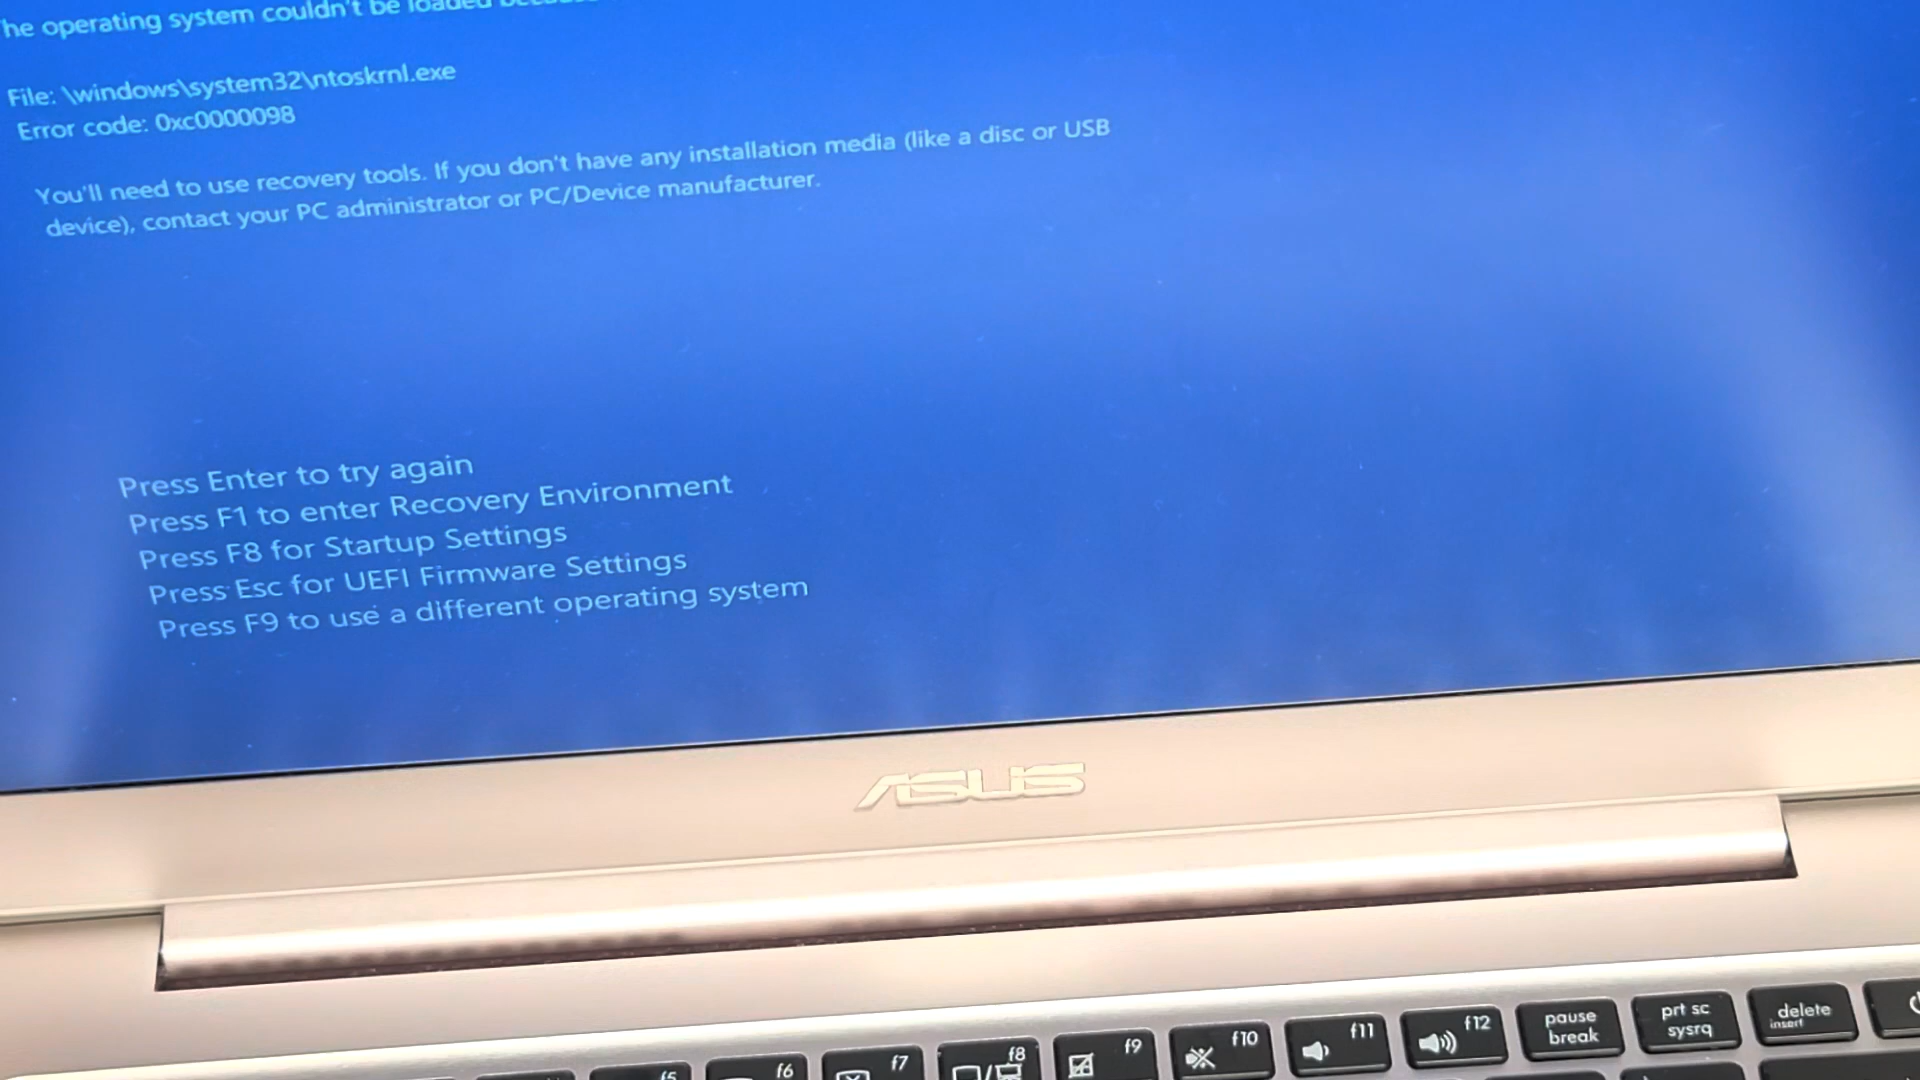 he operating system couldn't be loaded
File: \windows\system32\ntoskrnl.exe
Error code: 0xc0000098
You'll need to use recovery tools. If you don't have any installation media (like a disc or USB
device), contact your PC administrator or PC/Device manufacturer.
Press Enter to try again
Press F1 to enter Recovery Environment
Press F8 for Startup Settings
Press Esc for UEFI Firmware Settings
Press F9 to use a different operating system
ASUS
f5 f6 f7 f8 f9 f10 f11 f12 pause break prt sc sysrq delete insert